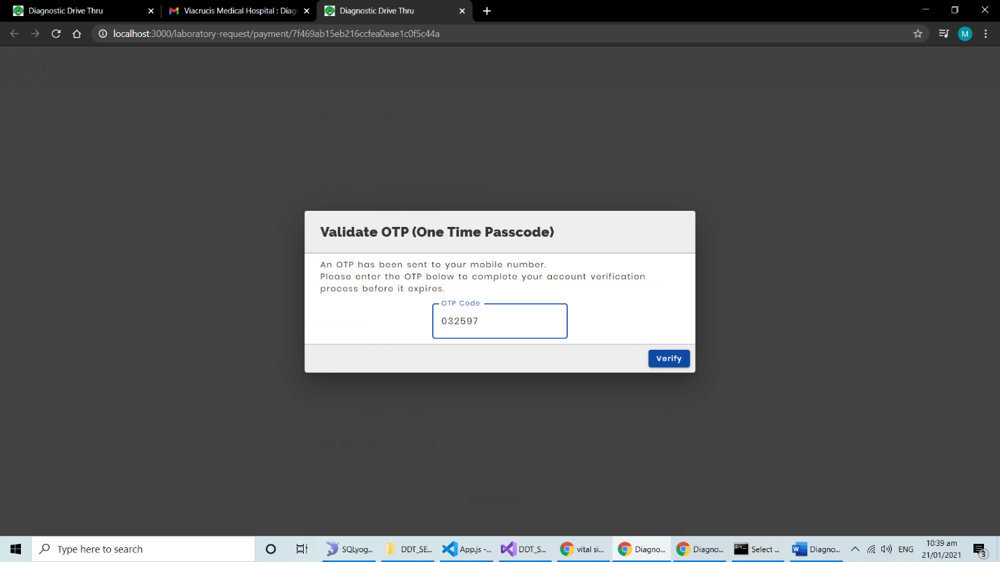 Diagnostic Drive Thru
Viacrucis Medical Hospital : Diag
Diagnostic Drive Thru
localhost:3000/laboratory-request/payment/7f469ab15eb216ccfea0eae1c0f5c44a
M
Validate OTP (One Time Passcode)
An OTP has been sent to your mobile number.
Please enter the OTP below to complete your account verification
process before it expires.
OTP Code
032597
Verify
Type here to search
SQLyog...
DDT_SE...
App.js -...
DDT_S...
vital si...
Diagno...
Diagno...
Select ...
Diagno...
ENG
10:39 am
21/01/2021
3